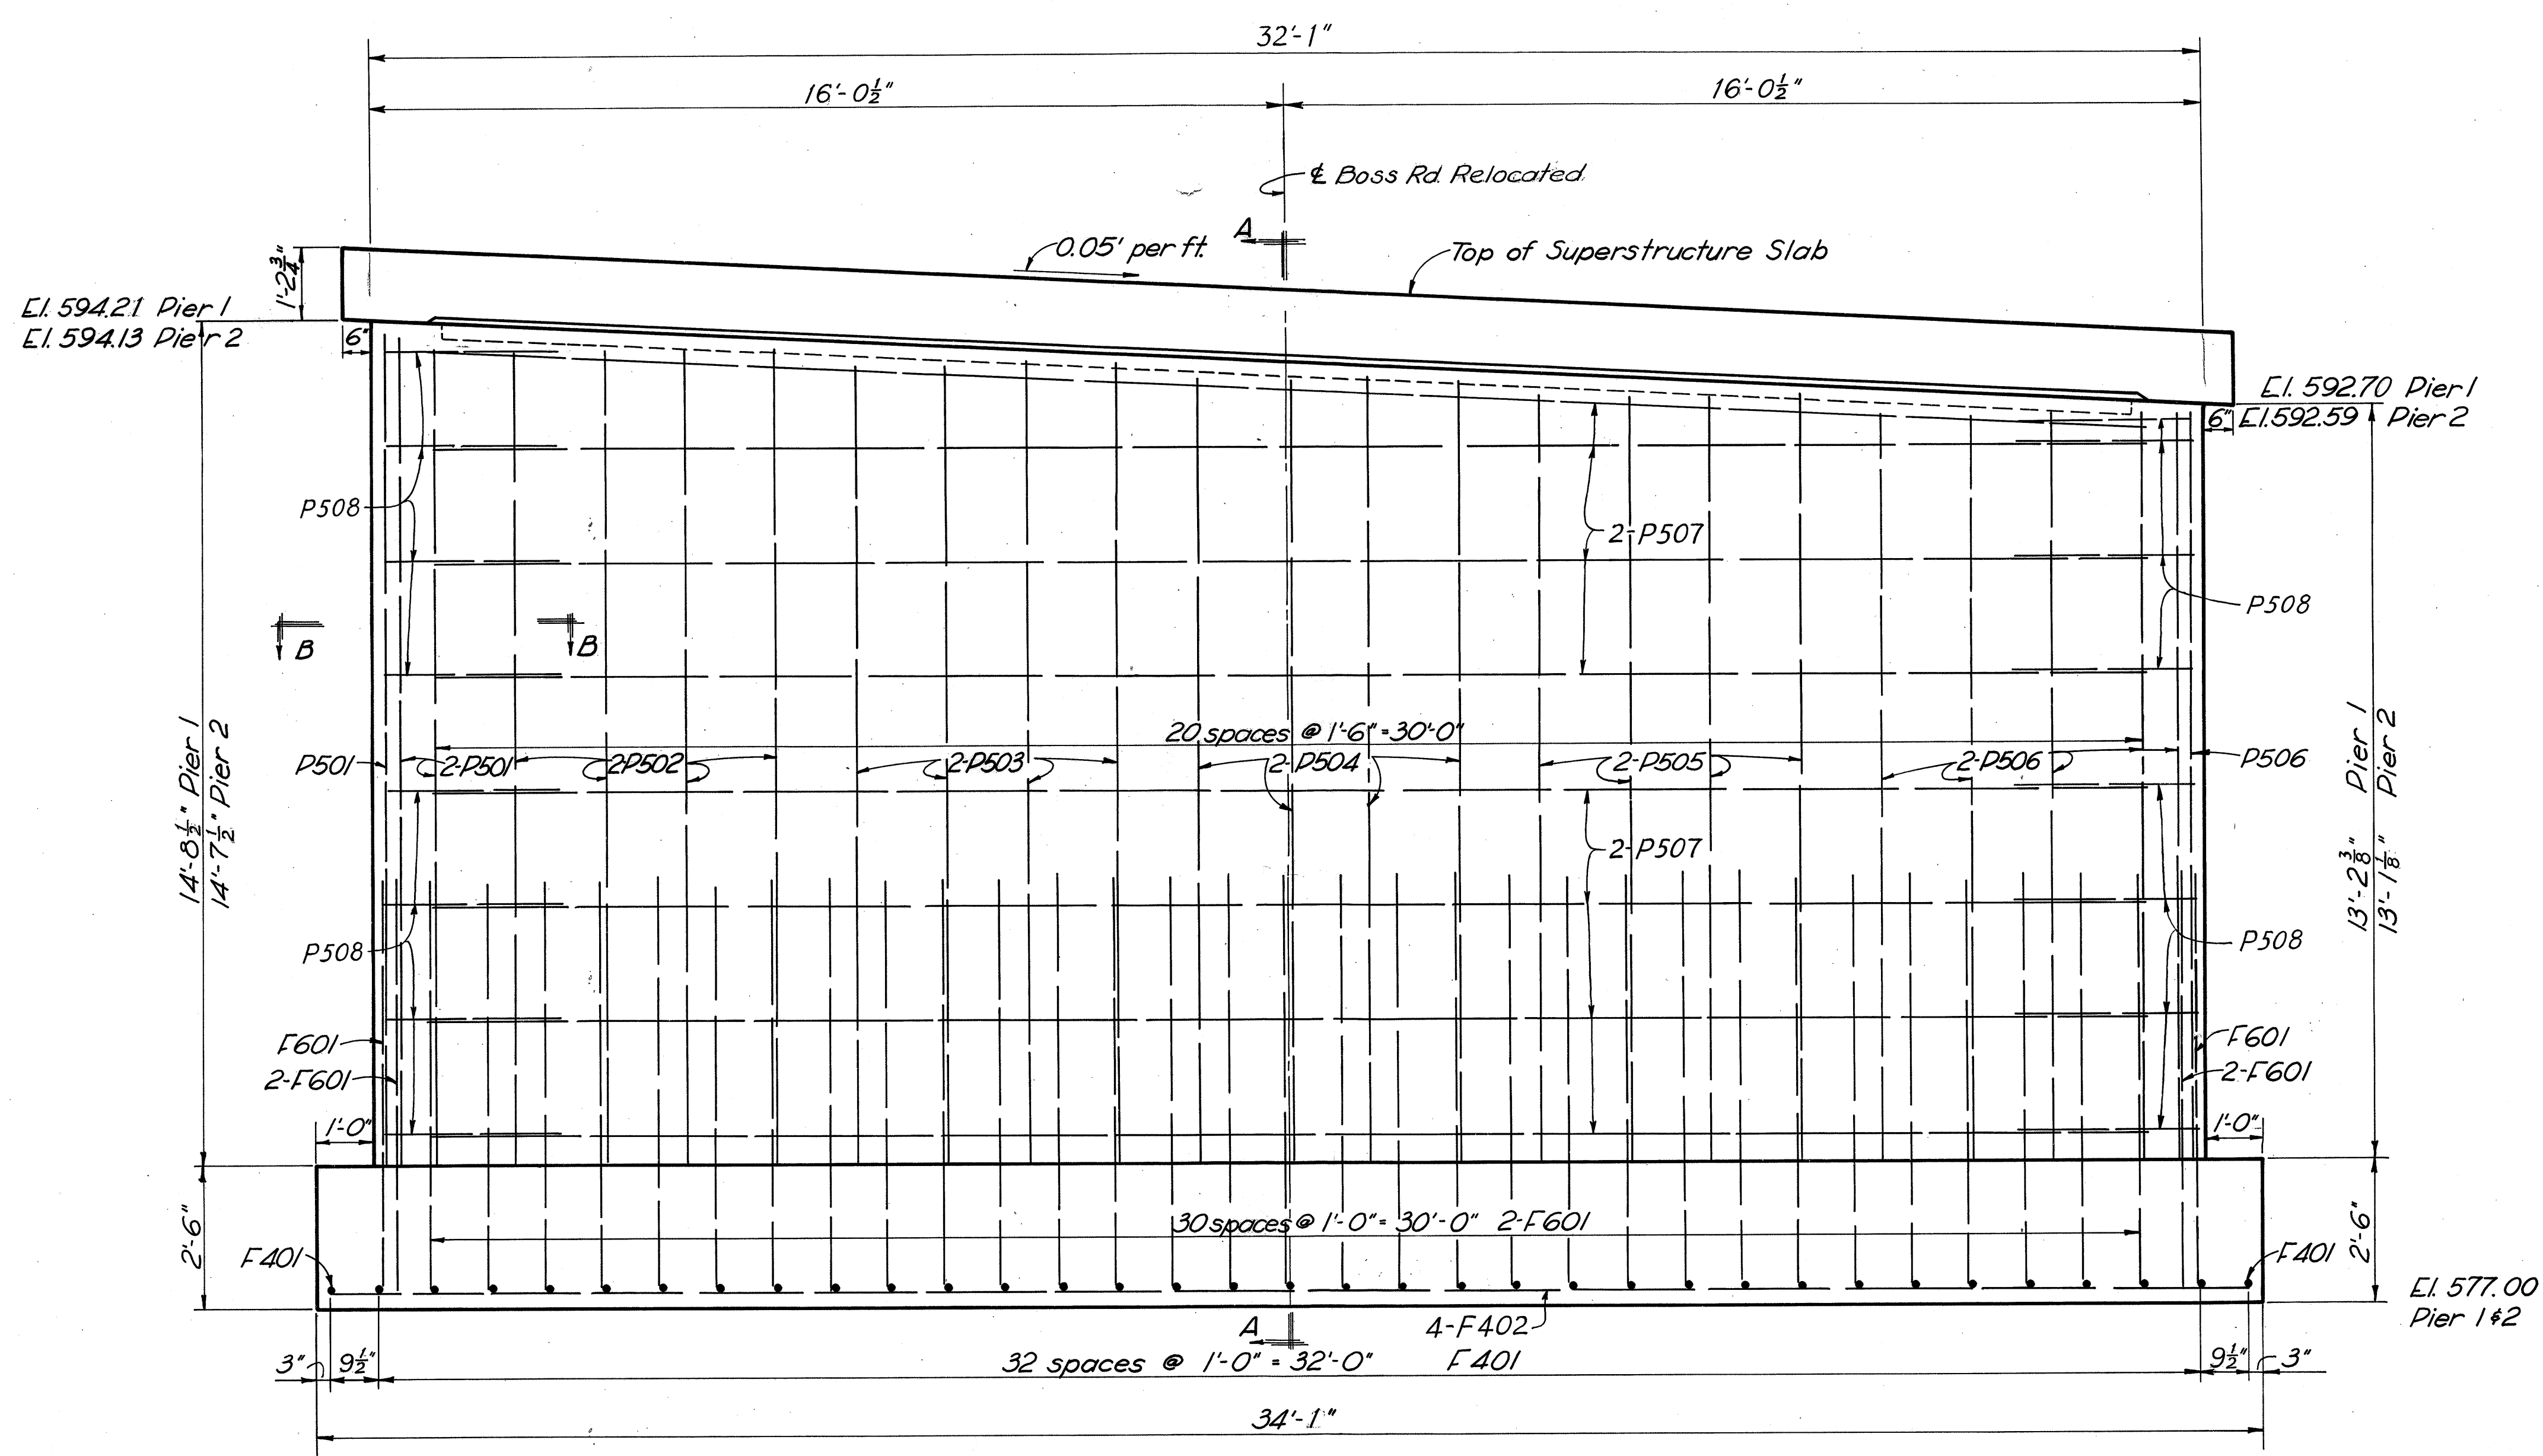 32'-1"
16'-0½"
16'-0½"
℄ Boss Rd. Relocated
A
0.05' per ft.
Top of Superstructure Slab
1'-2¾"
El. 594.21 Pier 1
El. 594.13 Pier 2
6"
El. 592.70 Pier 1
6"
El. 592.59 Pier 2
P508
2-P507
P508
B
B
20 spaces @ 1'-6" = 30'-0"
P501
2-P501
2P502
2-P503
2-P504
2-P505
2-P506
P506
14'-8½" Pier 1
14'-7½" Pier 2
13'-2⅜" Pier 1
13'-1⅛" Pier 2
2-P507
P508
P508
F601
2-F601
F601
2-F601
1'-0"
1'-0"
2'-6"
30 spaces @ 1'-0" = 30'-0" 2-F601
2'-6"
F401
F401
El. 577.00
Pier 1 & 2
A
4-F402
3"
9½"
32 spaces @ 1'-0" = 32'-0" F401
9½"
3"
34'-1"